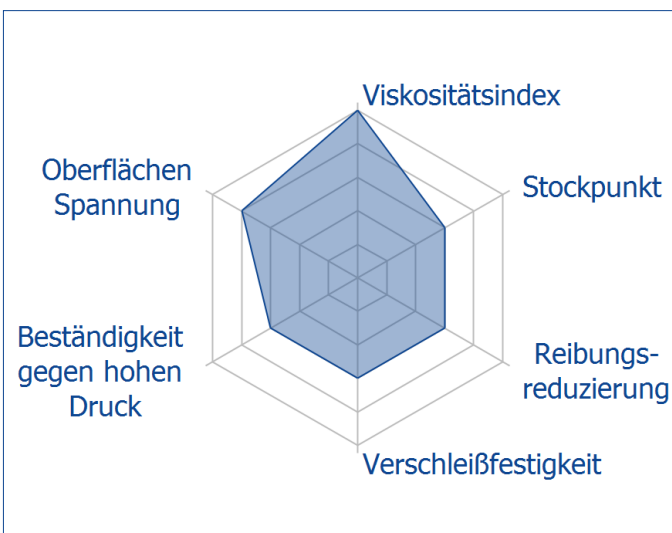 Viskositätsindex
Oberflächen
Spannung
Stockpunkt
Beständigkeit
gegen hohen
Druck
Reibungs-
reduzierung
Verschleißfestigkeit